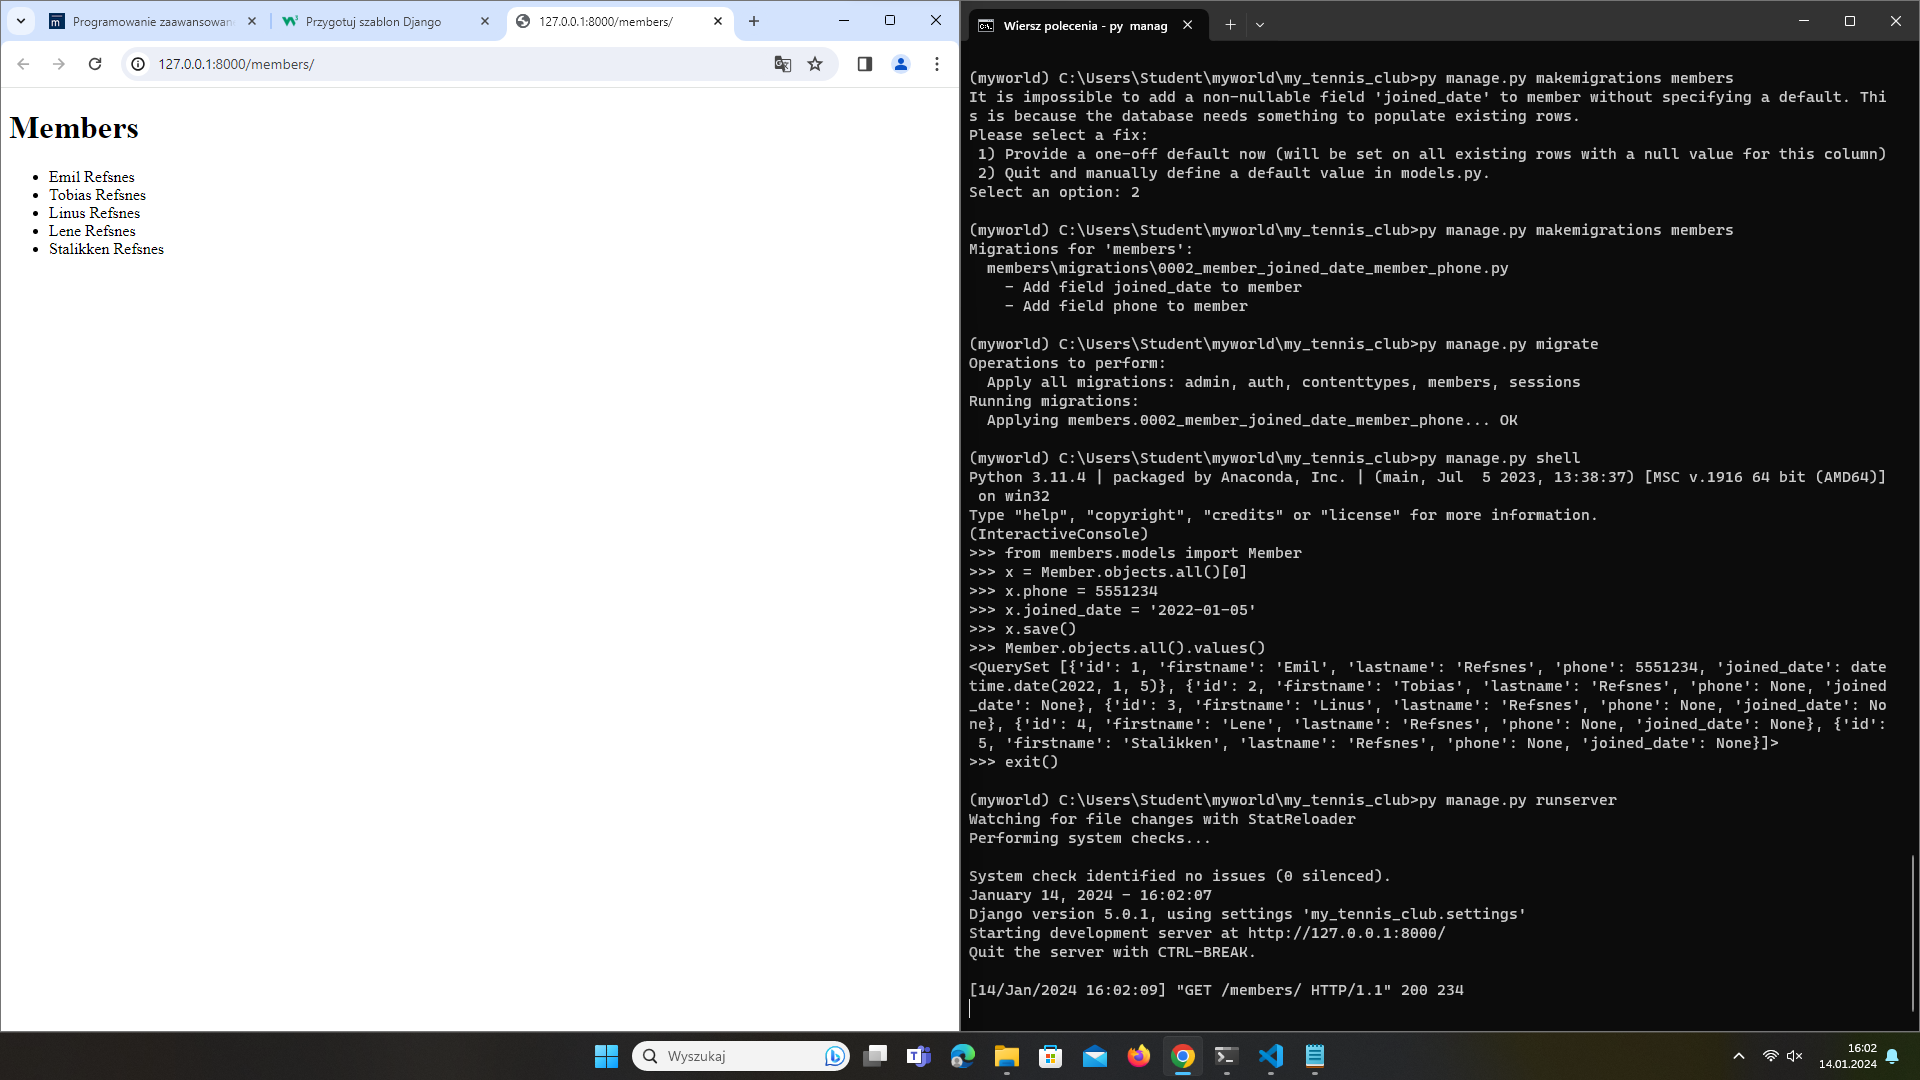 Programowanie zaawansowan
Przygotuj szablon Django
127.0.0.1:8000/members/
127.0.0.1:8000/members/
Members
Emil Refsnes
Tobias Refsnes
Linus Refsnes
Lene Refsnes
Stalikken Refsnes
Wiersz polecenia - py manag
(myworld) C:\Users\Student\myworld\my_tennis_club>py manage.py makemigrations members
It is impossible to add a non-nullable field 'joined_date' to member without specifying a default. Thi
s is because the database needs something to populate existing rows.
Please select a fix:
 1) Provide a one-off default now (will be set on all existing rows with a null value for this column)
 2) Quit and manually define a default value in models.py.
Select an option: 2
(myworld) C:\Users\Student\myworld\my_tennis_club>py manage.py makemigrations members
Migrations for 'members':
  members\migrations\0002_member_joined_date_member_phone.py
    - Add field joined_date to member
    - Add field phone to member
(myworld) C:\Users\Student\myworld\my_tennis_club>py manage.py migrate
Operations to perform:
  Apply all migrations: admin, auth, contenttypes, members, sessions
Running migrations:
  Applying members.0002_member_joined_date_member_phone... OK
(myworld) C:\Users\Student\myworld\my_tennis_club>py manage.py shell
Python 3.11.4 | packaged by Anaconda, Inc. | (main, Jul  5 2023, 13:38:37) [MSC v.1916 64 bit (AMD64)]
 on win32
Type "help", "copyright", "credits" or "license" for more information.
(InteractiveConsole)
>>> from members.models import Member
>>> x = Member.objects.all()[0]
>>> x.phone = 5551234
>>> x.joined_date = '2022-01-05'
>>> x.save()
>>> Member.objects.all().values()
<QuerySet [{'id': 1, 'firstname': 'Emil', 'lastname': 'Refsnes', 'phone': 5551234, 'joined_date': date
time.date(2022, 1, 5)}, {'id': 2, 'firstname': 'Tobias', 'lastname': 'Refsnes', 'phone': None, 'joined
_date': None}, {'id': 3, 'firstname': 'Linus', 'lastname': 'Refsnes', 'phone': None, 'joined_date': No
ne}, {'id': 4, 'firstname': 'Lene', 'lastname': 'Refsnes', 'phone': None, 'joined_date': None}, {'id':
 5, 'firstname': 'Stalikken', 'lastname': 'Refsnes', 'phone': None, 'joined_date': None}]>
>>> exit()
(myworld) C:\Users\Student\myworld\my_tennis_club>py manage.py runserver
Watching for file changes with StatReloader
Performing system checks...
System check identified no issues (0 silenced).
January 14, 2024 - 16:02:07
Django version 5.0.1, using settings 'my_tennis_club.settings'
Starting development server at http://127.0.0.1:8000/
Quit the server with CTRL-BREAK.
[14/Jan/2024 16:02:09] "GET /members/ HTTP/1.1" 200 234
Wyszukaj
16:02
14.01.2024